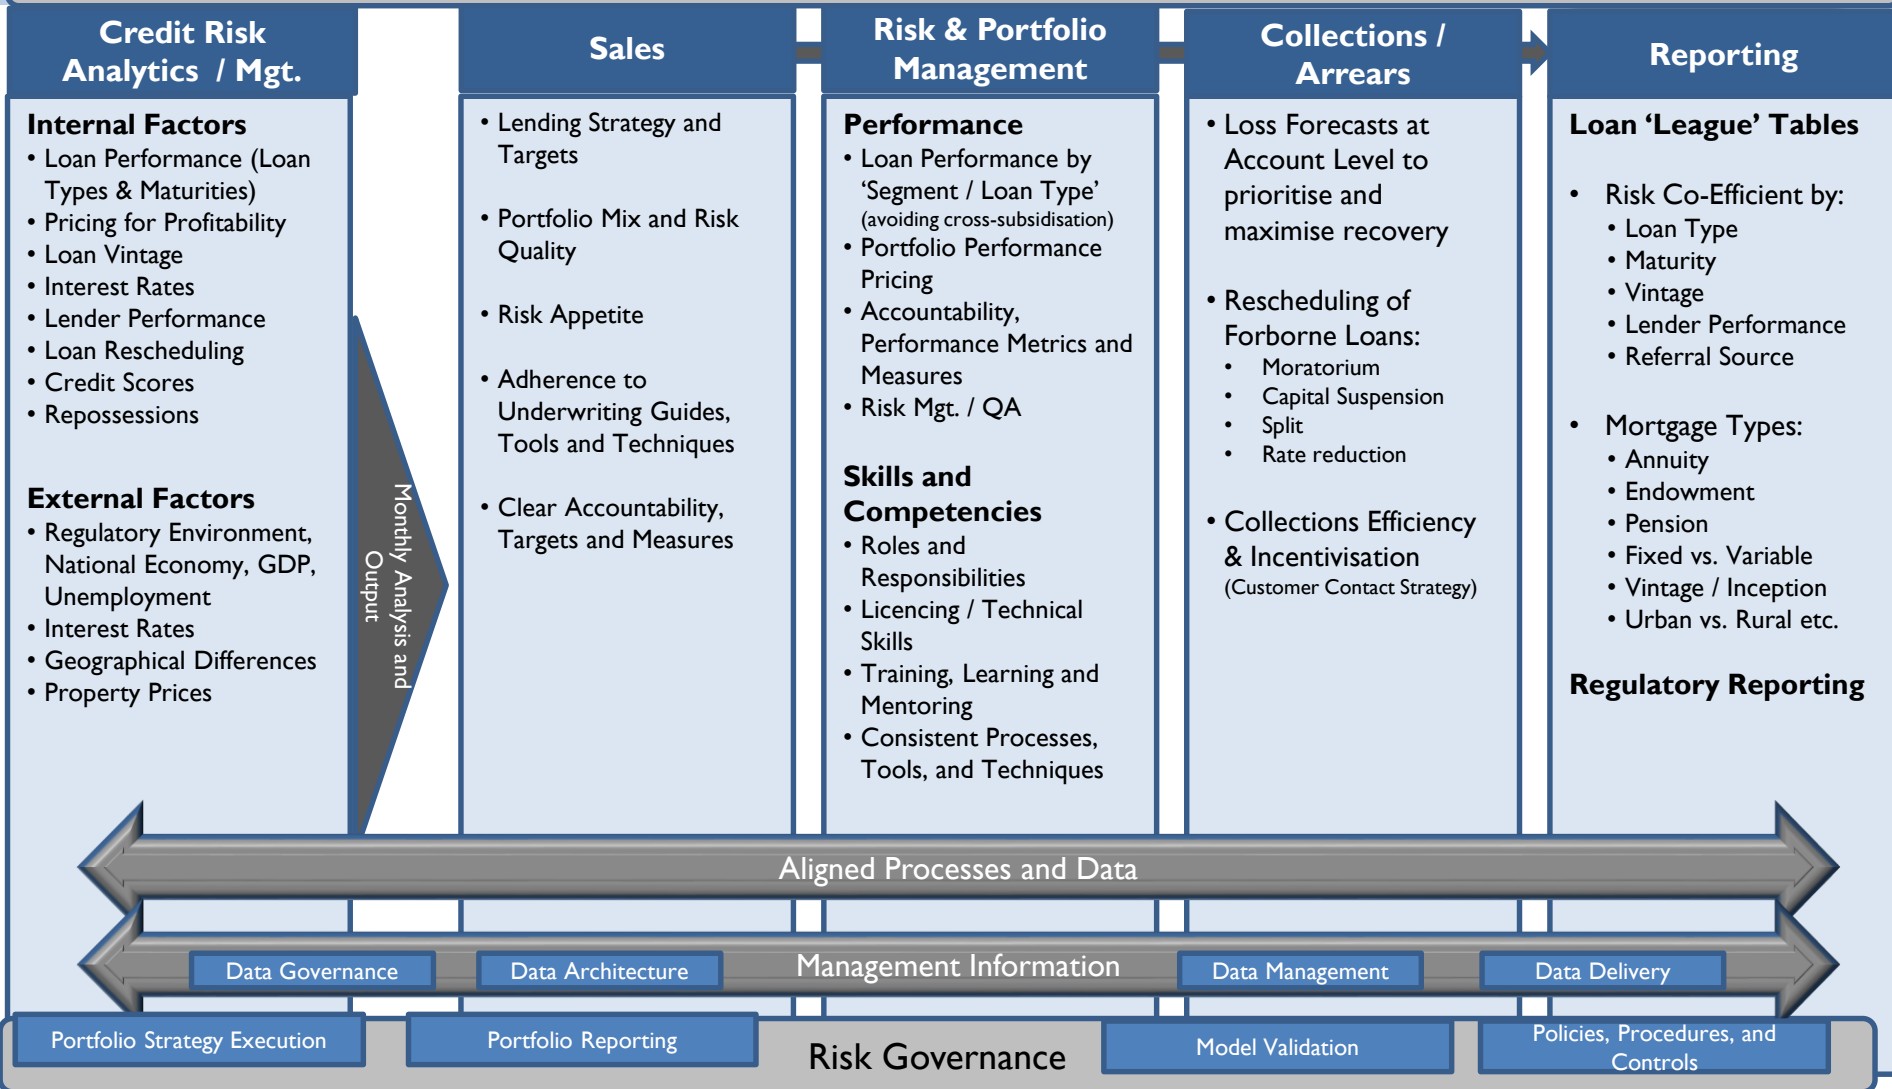 Credit Risk
Analytics / Mgt.
Internal Factors
• Loan Performance (Loan
Types & Maturities)
• Pricing for Profitability
• Loan Vintage
• Interest Rates
• Lender Performance
• Loan Rescheduling
• Credit Scores
• Repossessions
External Factors
• Regulatory Environment,
National Economy, GDP,
Unemployment
• Interest Rates
• Geographical Differences
• Property Prices
Monthly Analysis and
Output
Sales
• Lending Strategy and
Targets
• Portfolio Mix and Risk
Quality
• Risk Appetite
• Adherence to
Underwriting Guides,
Tools and Techniques
• Clear Accountability,
Targets and Measures
Risk & Portfolio
Management
Performance
• Loan Performance by
‘Segment / Loan Type’
(avoiding cross-subsidisation)
• Portfolio Performance
Pricing
• Accountability,
Performance Metrics and
Measures
• Risk Mgt. / QA
Skills and
Competencies
• Roles and
Responsibilities
• Licencing / Technical
Skills
• Training, Learning and
Mentoring
• Consistent Processes,
Tools, and Techniques
Collections /
Arrears
• Loss Forecasts at
Account Level to
prioritise and
maximise recovery
• Rescheduling of
Forborne Loans:
• Moratorium
• Capital Suspension
• Split
• Rate reduction
• Collections Efficiency
& Incentivisation
(Customer Contact Strategy)
Reporting
Loan ‘League’ Tables
• Risk Co-Efficient by:
• Loan Type
• Maturity
• Vintage
• Lender Performance
• Referral Source
• Mortgage Types:
• Annuity
• Endowment
• Pension
• Fixed vs. Variable
• Vintage / Inception
• Urban vs. Rural etc.
Regulatory Reporting
Aligned Processes and Data
Data Governance
Data Architecture
Management Information
Data Management
Data Delivery
Portfolio Strategy Execution
Portfolio Reporting
Risk Governance
Model Validation
Policies, Procedures, and
Controls